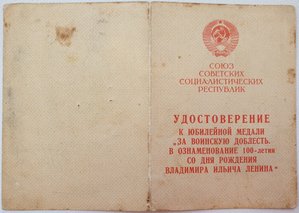 СОЮЗ
СОВЕТСКИХ
СОЦИАЛИСТИЧЕСКИХ
РЕСПУБЛИК
УДОСТОВЕРЕНИЕ
К ЮБИЛЕЙНОЙ МЕДАЛИ
„ЗА ВОИНСКУЮ ДОБЛЕСТЬ.
В ОЗНАМЕНОВАНИЕ 100-летия
СО ДНЯ РОЖДЕНИЯ
ВЛАДИМИРА ИЛЬИЧА ЛЕНИНА“